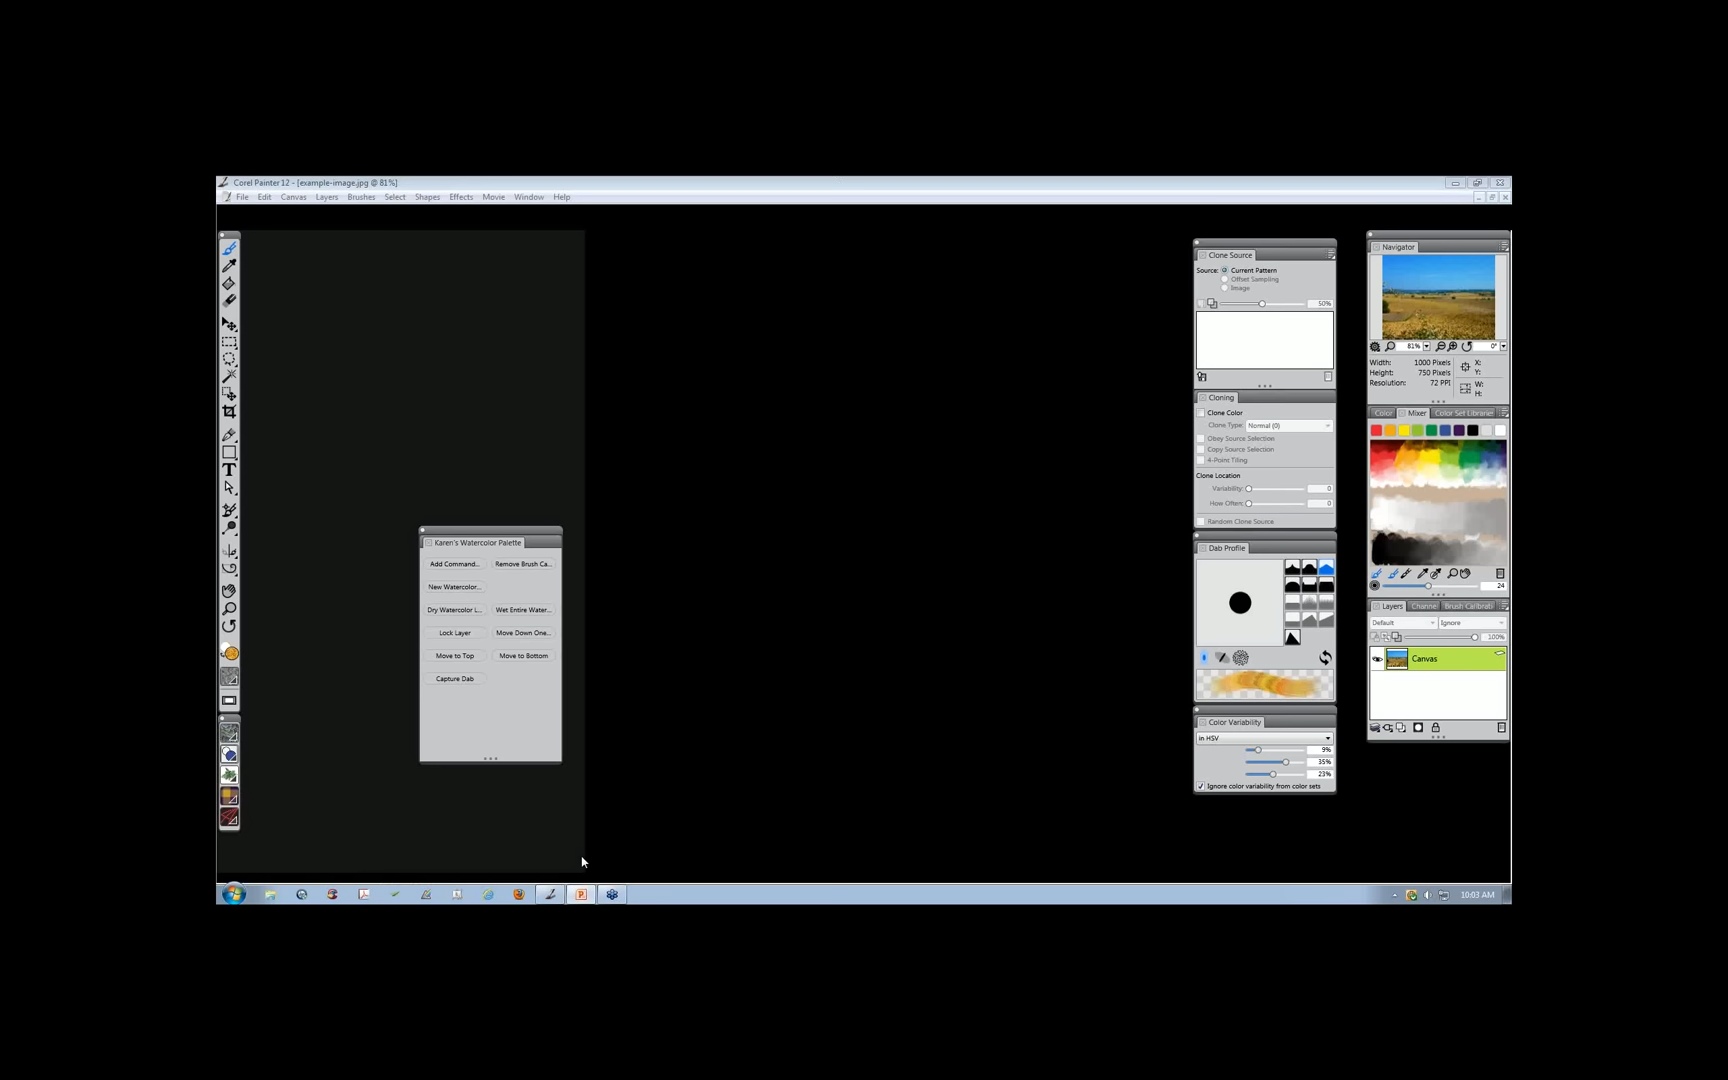 Corel Painter 12 - [example-image.jpg @ 81%]
File Edit Canvas Layers Brushes Select Shapes Effects Movie Window Help
Karen's Watercolor Palette
Add Command... Remove Brush Ca...
New Watercolor...
Dry Watercolor L... Wet Entire Water...
Lock Layer Move Down One...
Move to Top Move to Bottom
Capture Dab
Clone Source
Source: Current Pattern
Offset Sampling
Image
50%
Cloning
Clone Color
Clone Type: Normal (0)
Obey Source Selection
Copy Source Selection
4-Point Tiling
Clone Location
Variability: 0
How Often: 0
Random Clone Source
Dab Profile
Color Variability
in HSV
9%
35%
23%
Ignore color variability from color sets
Navigator
81% 0°
Width: 1000 Pixels X:
Height: 750 Pixels Y:
Resolution: 72 PPI W:
H:
Color Mixer Color Set Librarie
24
Layers Channe Brush Calibrat
Default Ignore
100%
Canvas
T
P
10:03 AM